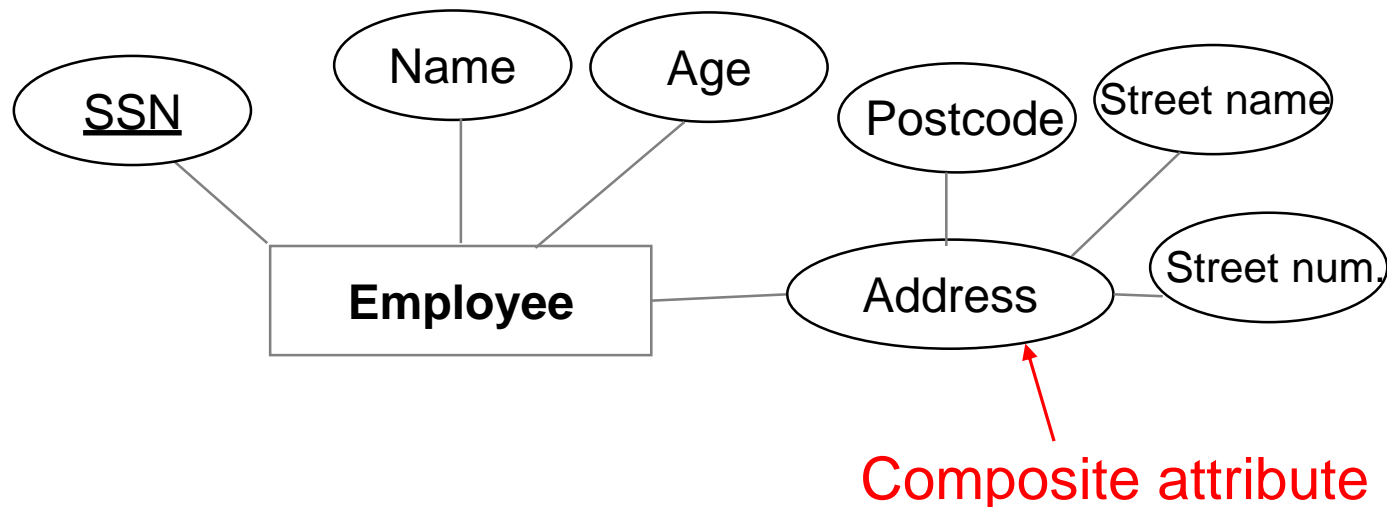 SSN
Name
Age
Postcode
Street name
Employee
Address
Street num.
Composite attribute